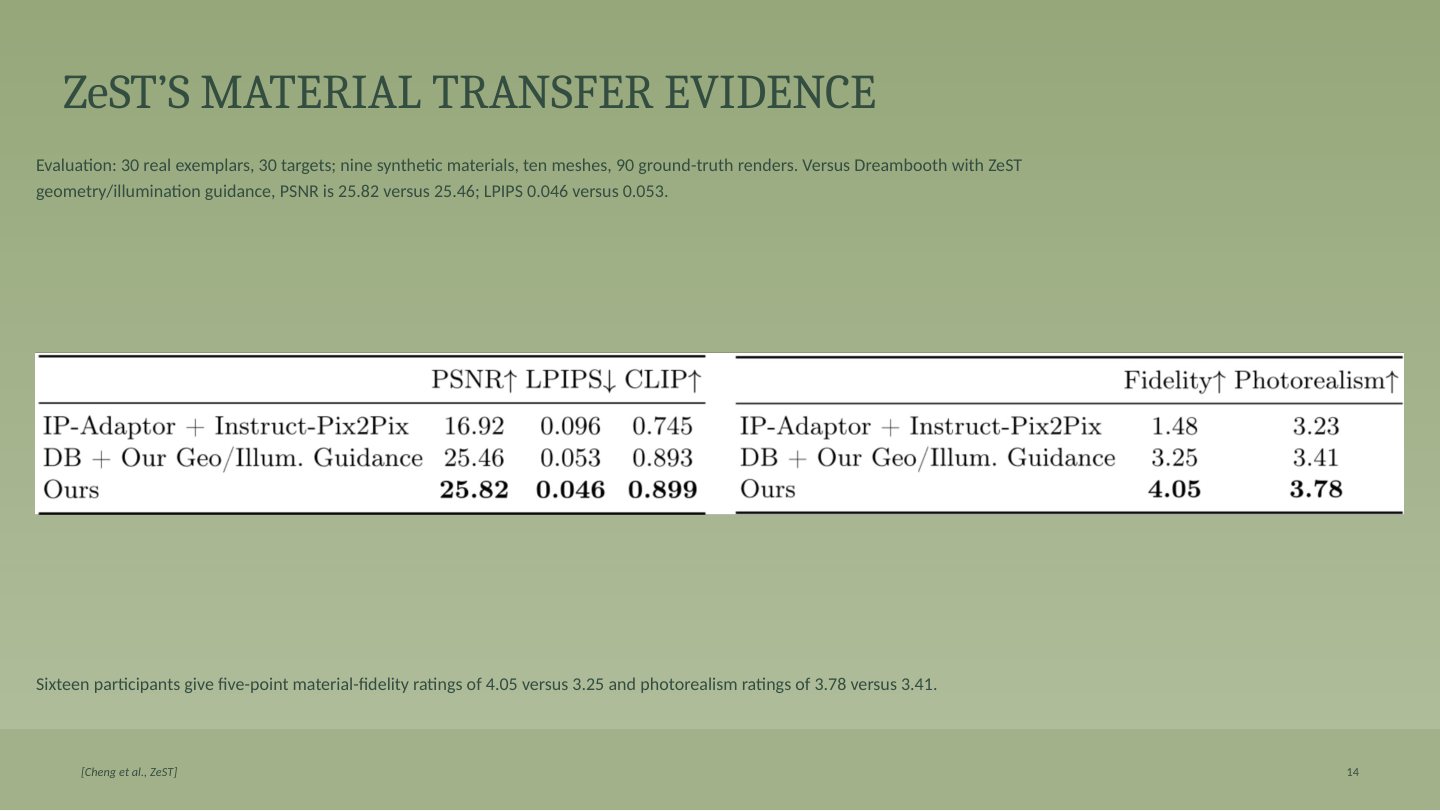 ZeST’S MATERIAL TRANSFER EVIDENCE
Evaluation: 30 real exemplars, 30 targets; nine synthetic materials, ten meshes, 90 ground-truth renders. Versus Dreambooth with ZeST
geometry/illumination guidance, PSNR is 25.82 versus 25.46; LPIPS 0.046 versus 0.053.
PSNR↑ LPIPS↓ CLIP↑
IP-Adaptor + Instruct-Pix2Pix 16.92 0.096 0.745
DB + Our Geo/Illum. Guidance 25.46 0.053 0.893
Ours 25.82 0.046 0.899
Fidelity↑ Photorealism↑
IP-Adaptor + Instruct-Pix2Pix 1.48 3.23
DB + Our Geo/Illum. Guidance 3.25 3.41
Ours 4.05 3.78
Sixteen participants give five-point material-fidelity ratings of 4.05 versus 3.25 and photorealism ratings of 3.78 versus 3.41.
[Cheng et al., ZeST]
14